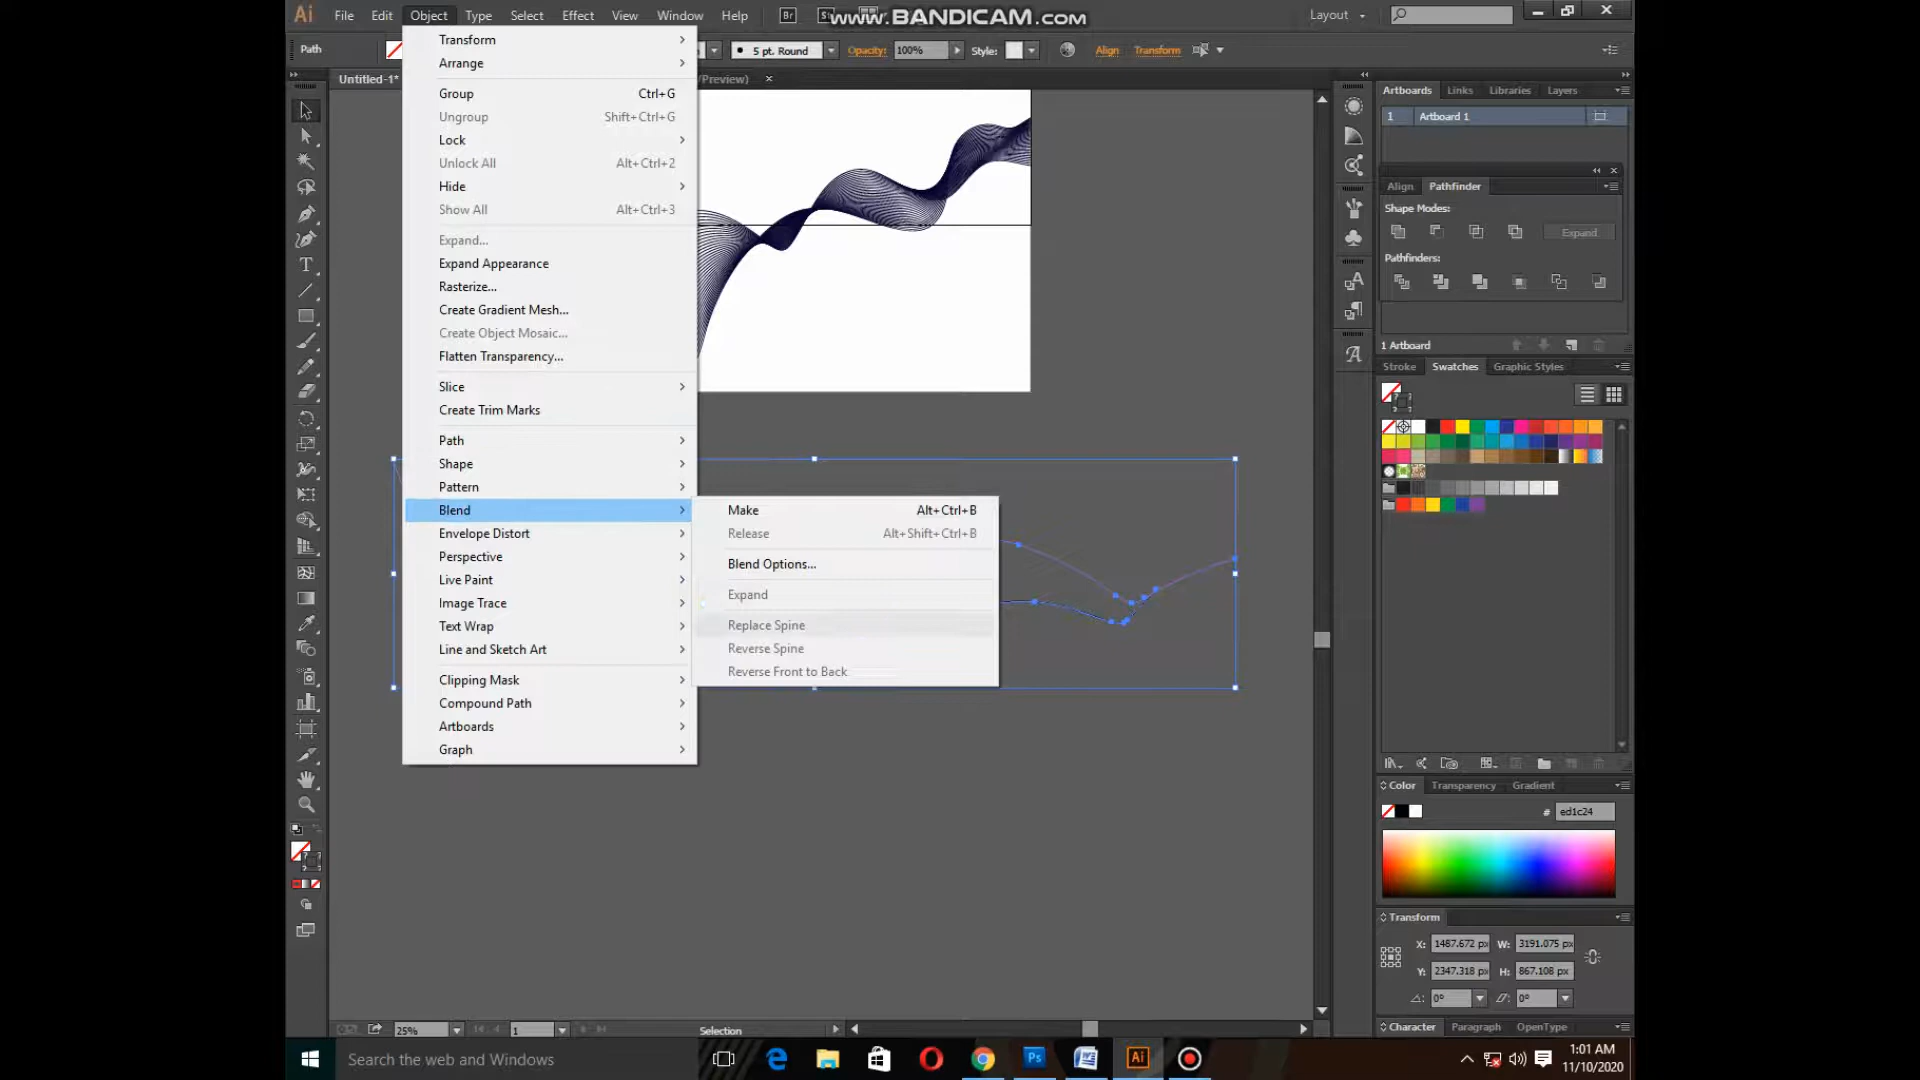 Ai File Edit Object Type Select Effect View Window Help Br St www.BANDICAM.com Layout
Path 5 pt. Round Opacity: 100% Style: Align Transform
Untitled-1* /Preview) ×
Transform
Arrange
Group Ctrl+G
Ungroup Shift+Ctrl+G
Lock
Unlock All Alt+Ctrl+2
Hide
Show All Alt+Ctrl+3
Expand...
Expand Appearance
Rasterize...
Create Gradient Mesh...
Create Object Mosaic...
Flatten Transparency...
Slice
Create Trim Marks
Path
Shape
Pattern
Blend
Envelope Distort
Perspective
Live Paint
Image Trace
Text Wrap
Line and Sketch Art
Clipping Mask
Compound Path
Artboards
Graph
Make Alt+Ctrl+B
Release Alt+Shift+Ctrl+B
Blend Options...
Expand
Replace Spine
Reverse Spine
Reverse Front to Back
Artboards Links Libraries Layers
1 Artboard 1
Align Pathfinder
Shape Modes:
Expand
Pathfinders:
1 Artboard
Stroke Swatches Graphic Styles
Color Transparency Gradient
# ed1c24
Transform
X: 1487.672 px W: 3191.075 px
Y: 2347.318 px H: 867.108 px
0° 0°
Character Paragraph OpenType
25% 1 Selection
Search the web and Windows Ps Ai 1:01 AM
11/10/2020